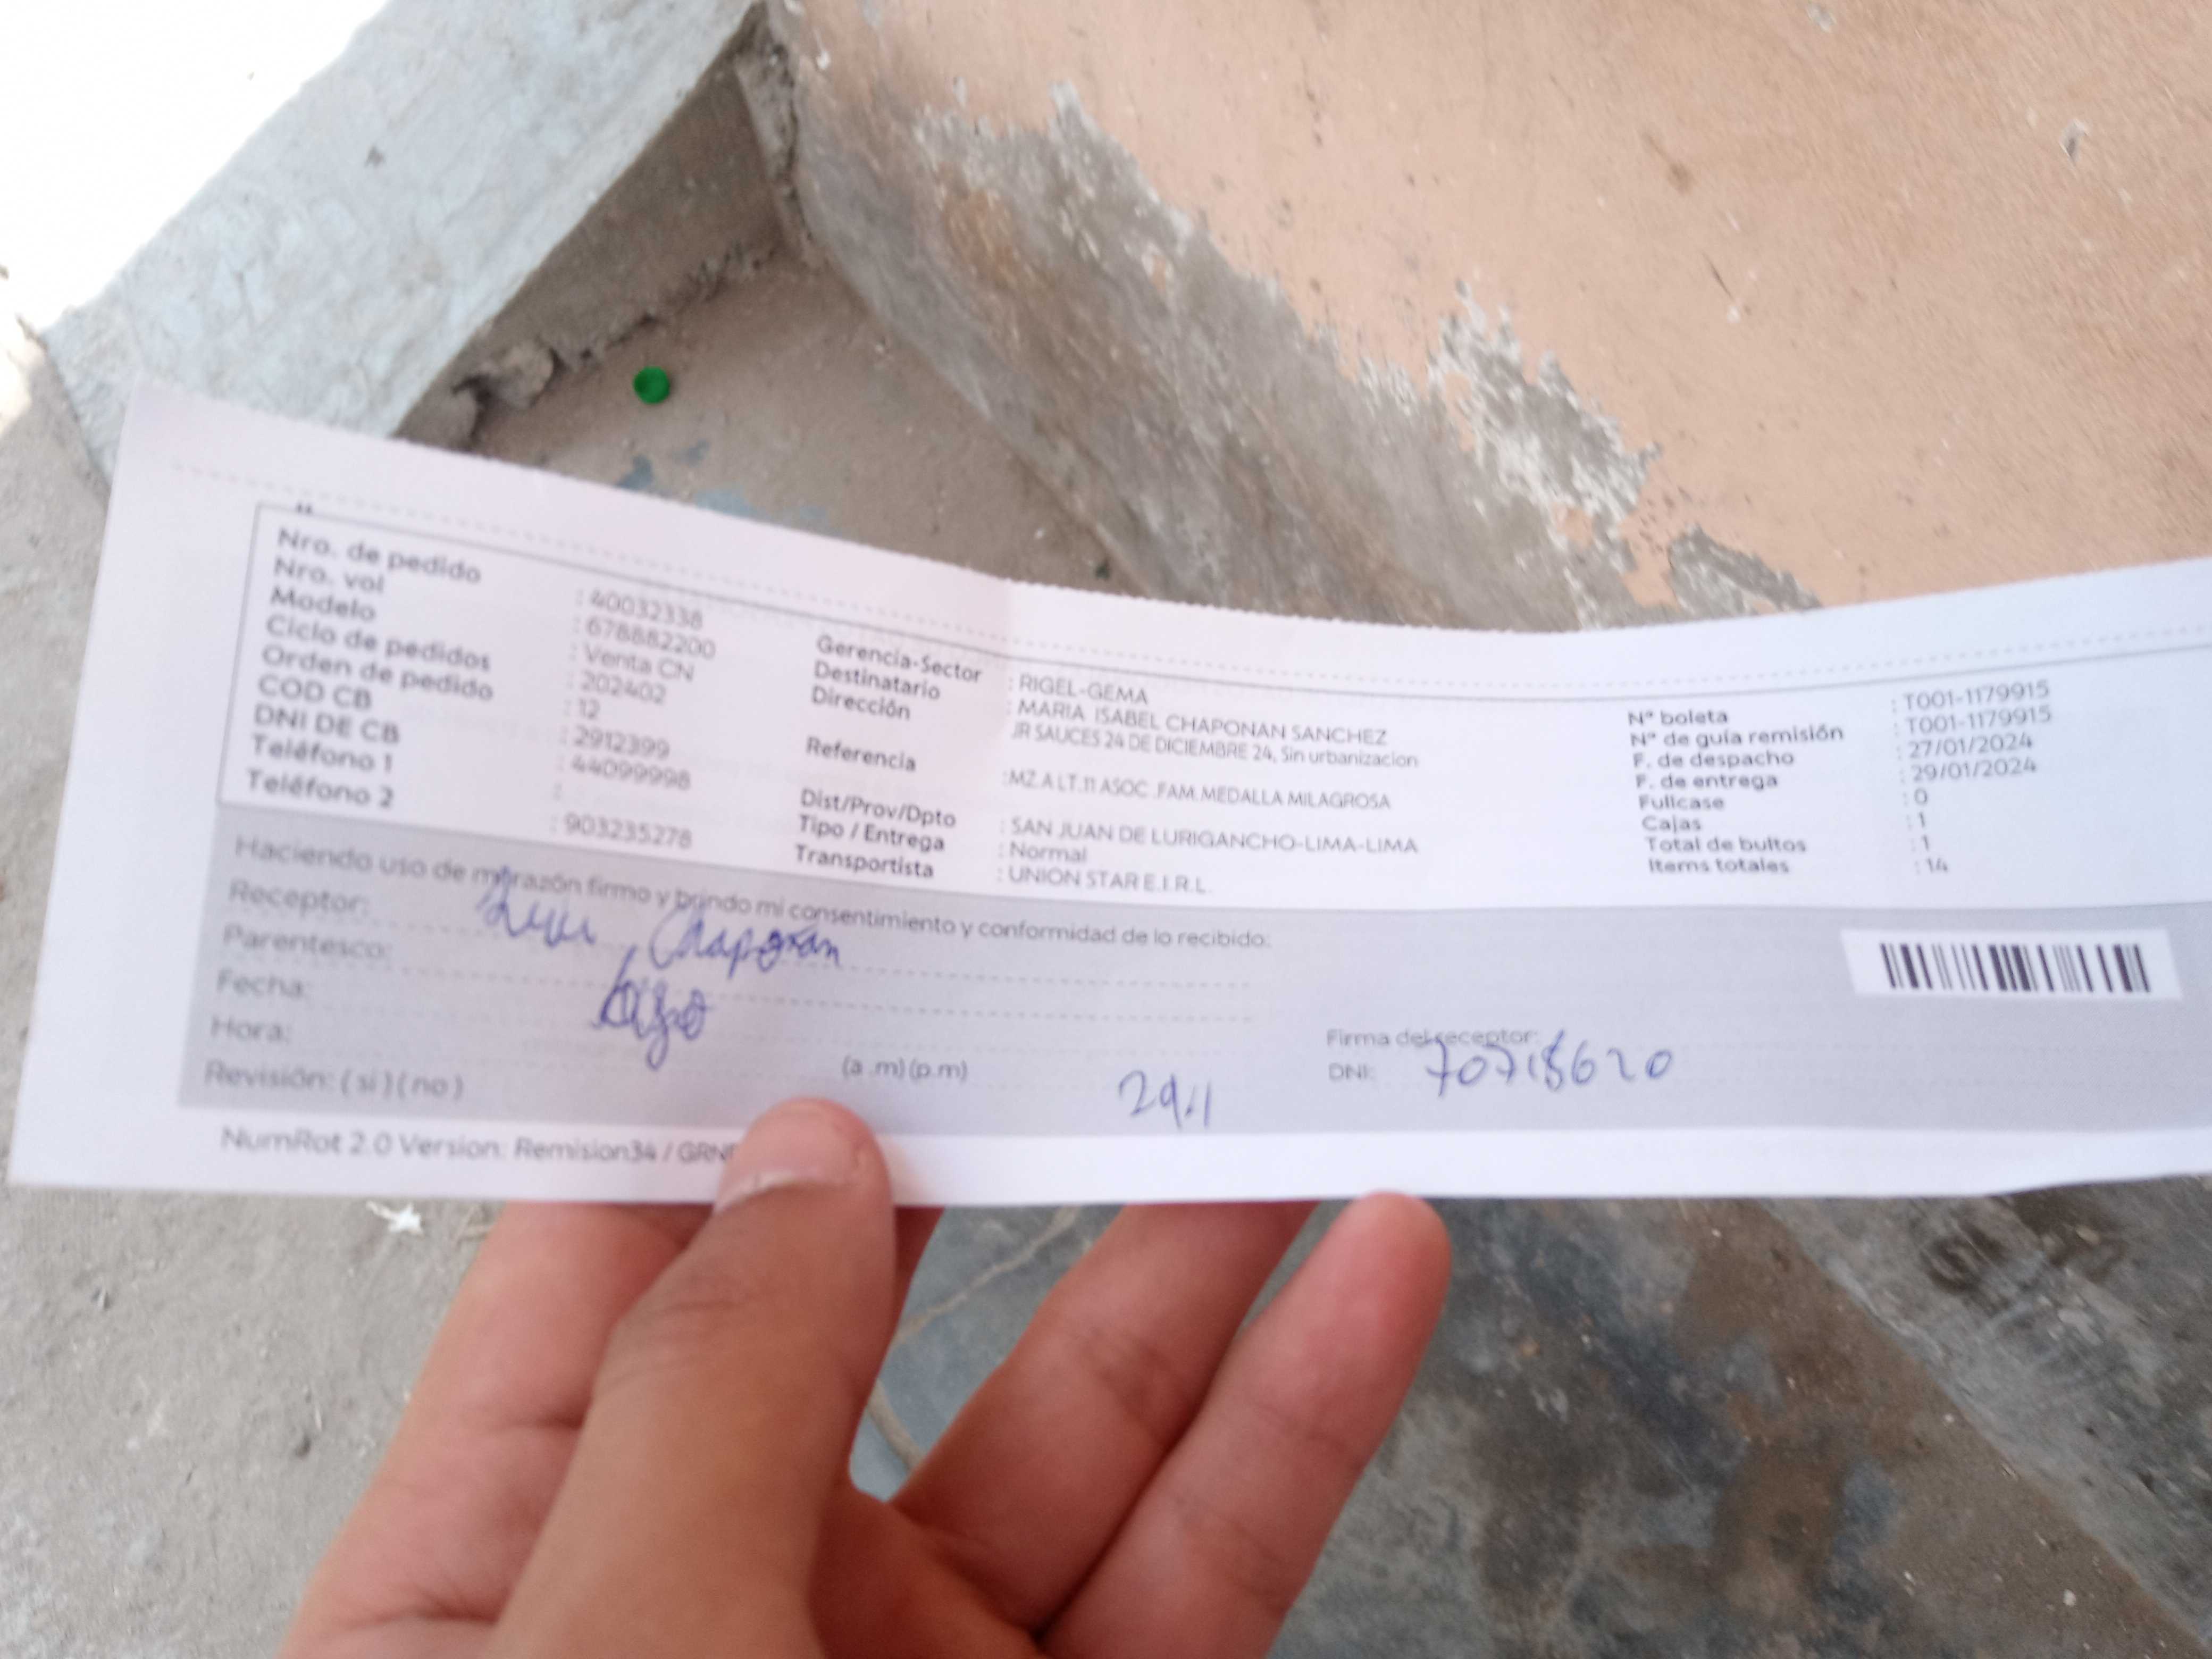 Nro. de pedido : 40032338
Nro. vol : 678882200
Modelo : Venta CN
Ciclo de pedidos : 202402
Orden de pedido : 12
COD CB : 2912399
DNI DE CB : 44099998
Teléfono 1 :
Teléfono 2 : 903235278
Gerencia-Sector : RIGEL-GEMA
Destinatario : MARIA ISABEL CHAPONAN SANCHEZ
Dirección JR SAUCES 24 DE DICIEMBRE 24, Sin urbanizacion
Referencia :MZ.A LT.11 ASOC .FAM.MEDALLA MILAGROSA
Dist/Prov/Dpto : SAN JUAN DE LURIGANCHO-LIMA-LIMA
Tipo / Entrega : Normal
Transportista : UNION STAR E.I.R.L.
N° boleta : T001-1179915
N° de guía remisión : T001-1179915
F. de despacho : 27/01/2024
F. de entrega : 29/01/2024
Fullcase : 0
Cajas : 1
Total de bultos : 1
Items totales : 14
Haciendo uso de mi razón firmo y brindo mi consentimiento y conformidad de lo recibido:
Receptor: Chaponan
Parentesco:
Fecha:
Hora: (a .m) (p.m)
Revisión: ( si ) ( no )
29.1
Firma del receptor:
DNI: 70718620
NumRot 2.0 Version: Remision34 / GRN